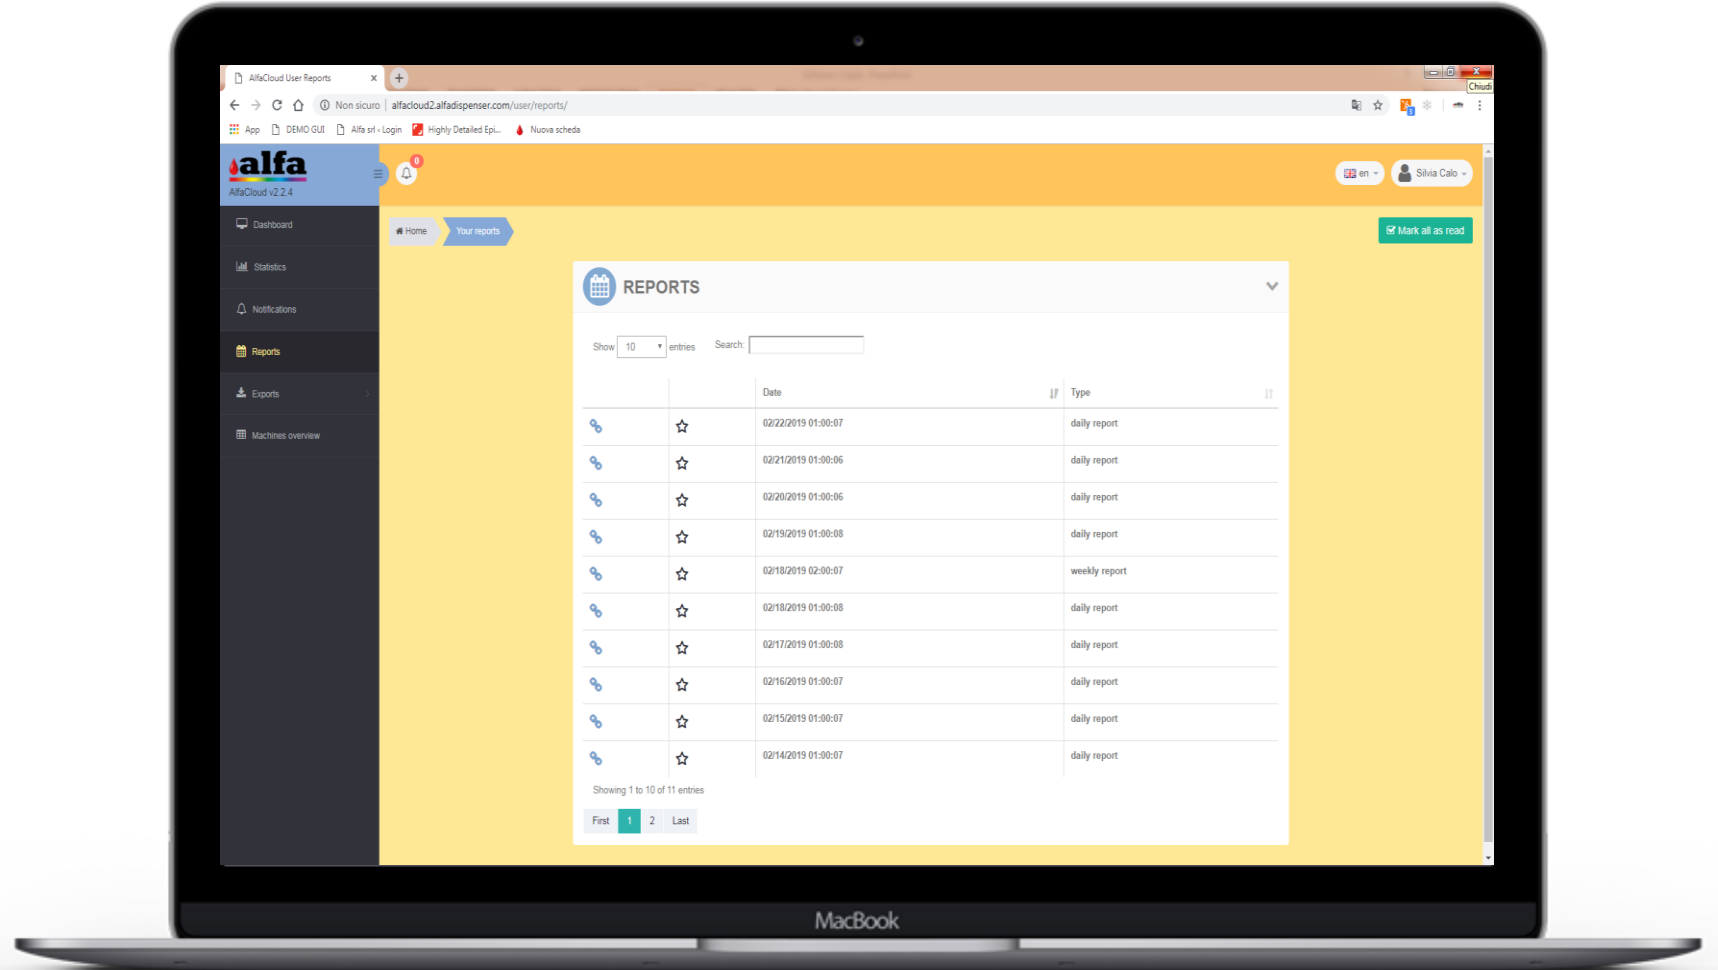 AlfaCloud User Reports
Chiudi
Non sicuro | alfacloud2.alfadispenser.com/user/reports/
App DEMO GUI Alfa srl ‹ Login Highly Detailed Epi... Nuova scheda
alfa
AlfaCloud v2.2.4
0
en
Silvia Calo
Dashboard
Statistics
Notifications
Reports
Exports
Machines overview
Home Your reports
Mark all as read
REPORTS
Show 10 entries Search:
Date Type
02/22/2019 01:00:07 daily report
02/21/2019 01:00:06 daily report
02/20/2019 01:00:06 daily report
02/19/2019 01:00:08 daily report
02/18/2019 02:00:07 weekly report
02/18/2019 01:00:08 daily report
02/17/2019 01:00:08 daily report
02/16/2019 01:00:07 daily report
02/15/2019 01:00:07 daily report
02/14/2019 01:00:07 daily report
Showing 1 to 10 of 11 entries
First 1 2 Last
MacBook